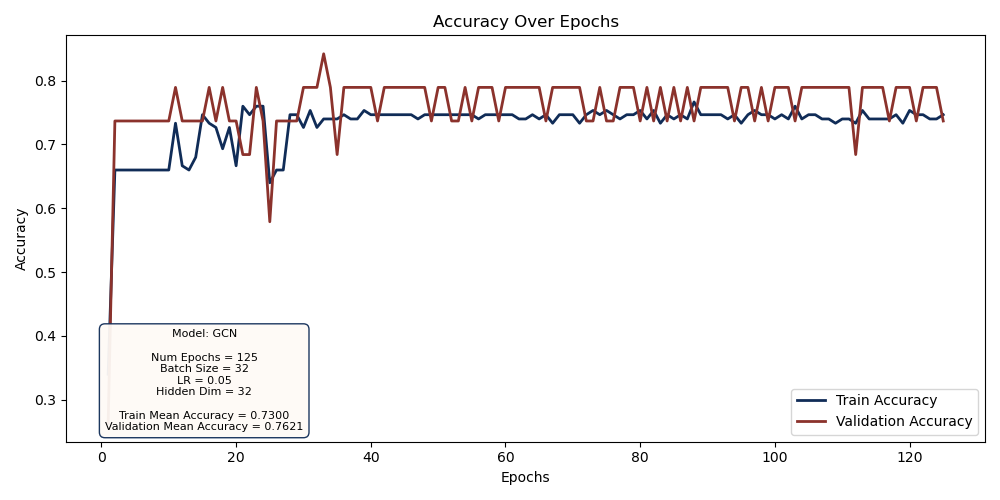 Accuracy Over Epochs
Accuracy
0.8
0.7
0.6
0.5
0.4
0.3
Model: GCN
Num Epochs = 125
Batch Size = 32
LR = 0.05
Hidden Dim = 32
Train Mean Accuracy = 0.7300
Validation Mean Accuracy = 0.7621
Train Accuracy
Validation Accuracy
0 20 40 60 80 100 120
Epochs